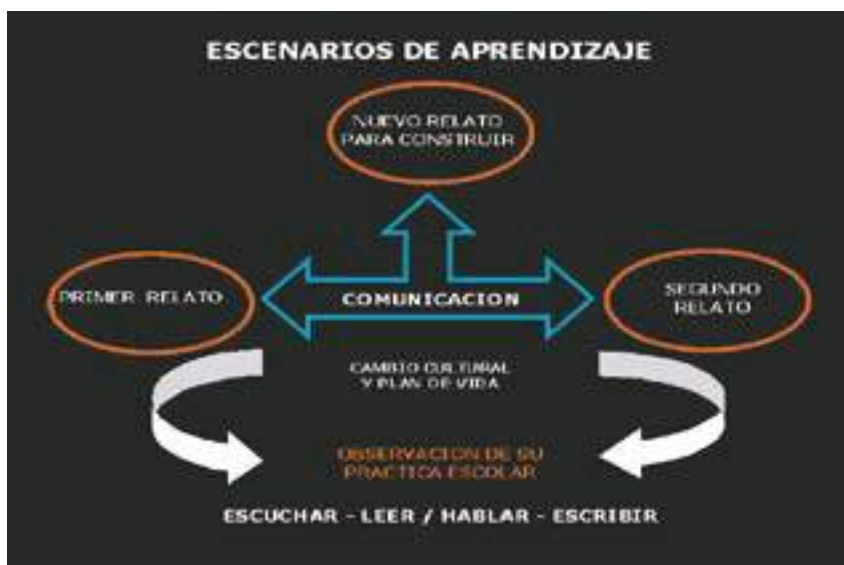 ESCENARIOS DE APRENDIZAJE
NUEVO RELATO
PARA CONSTRUIR
PRIMER RELATO
COMUNICACION
SEGUNDO
RELATO
CAMBIO CULTURAL
Y PLAN DE VIDA
OBSERVACION DE SU
PRACTICA ESCOLAR
ESCUCHAR - LEER / HABLAR - ESCRIBIR